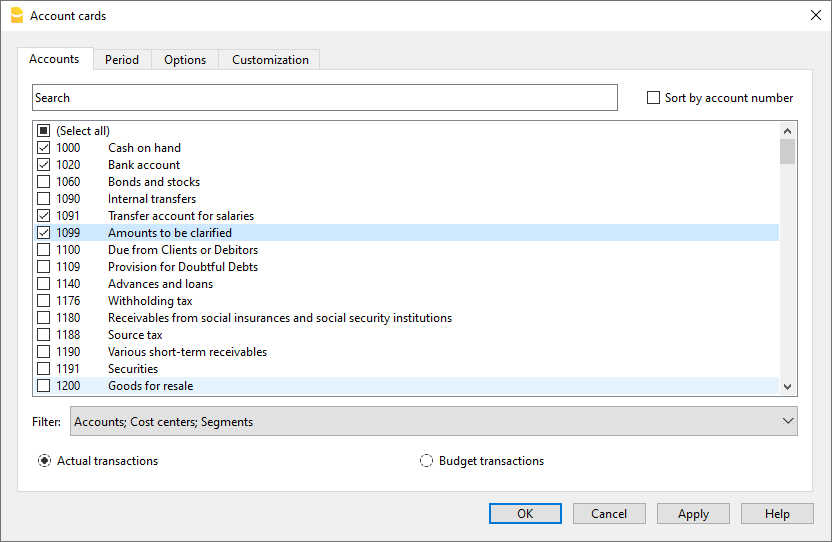 Account cards
Accounts Period Options Customization
Search Sort by account number
(Select all)
1000 Cash on hand
1020 Bank account
1060 Bonds and stocks
1090 Internal transfers
1091 Transfer account for salaries
1099 Amounts to be clarified
1100 Due from Clients or Debitors
1109 Provision for Doubtful Debts
1140 Advances and loans
1176 Withholding tax
1180 Receivables from social insurances and social security institutions
1188 Source tax
1190 Various short-term receivables
1191 Securities
1200 Goods for resale
Filter: Accounts; Cost centers; Segments
Actual transactions Budget transactions
OK Cancel Apply Help